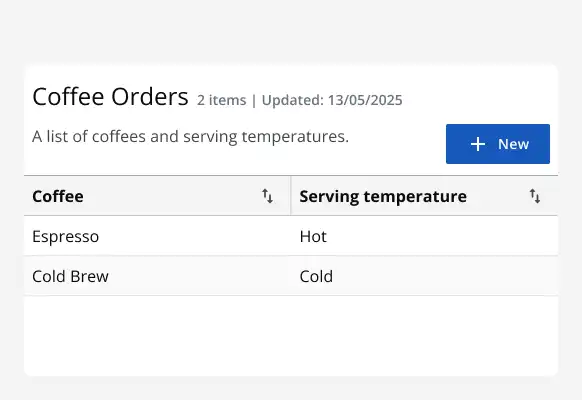 Coffee Orders 2 items | Updated: 13/05/2025
A list of coffees and serving temperatures.
New
Coffee Serving temperature
Espresso Hot
Cold Brew Cold